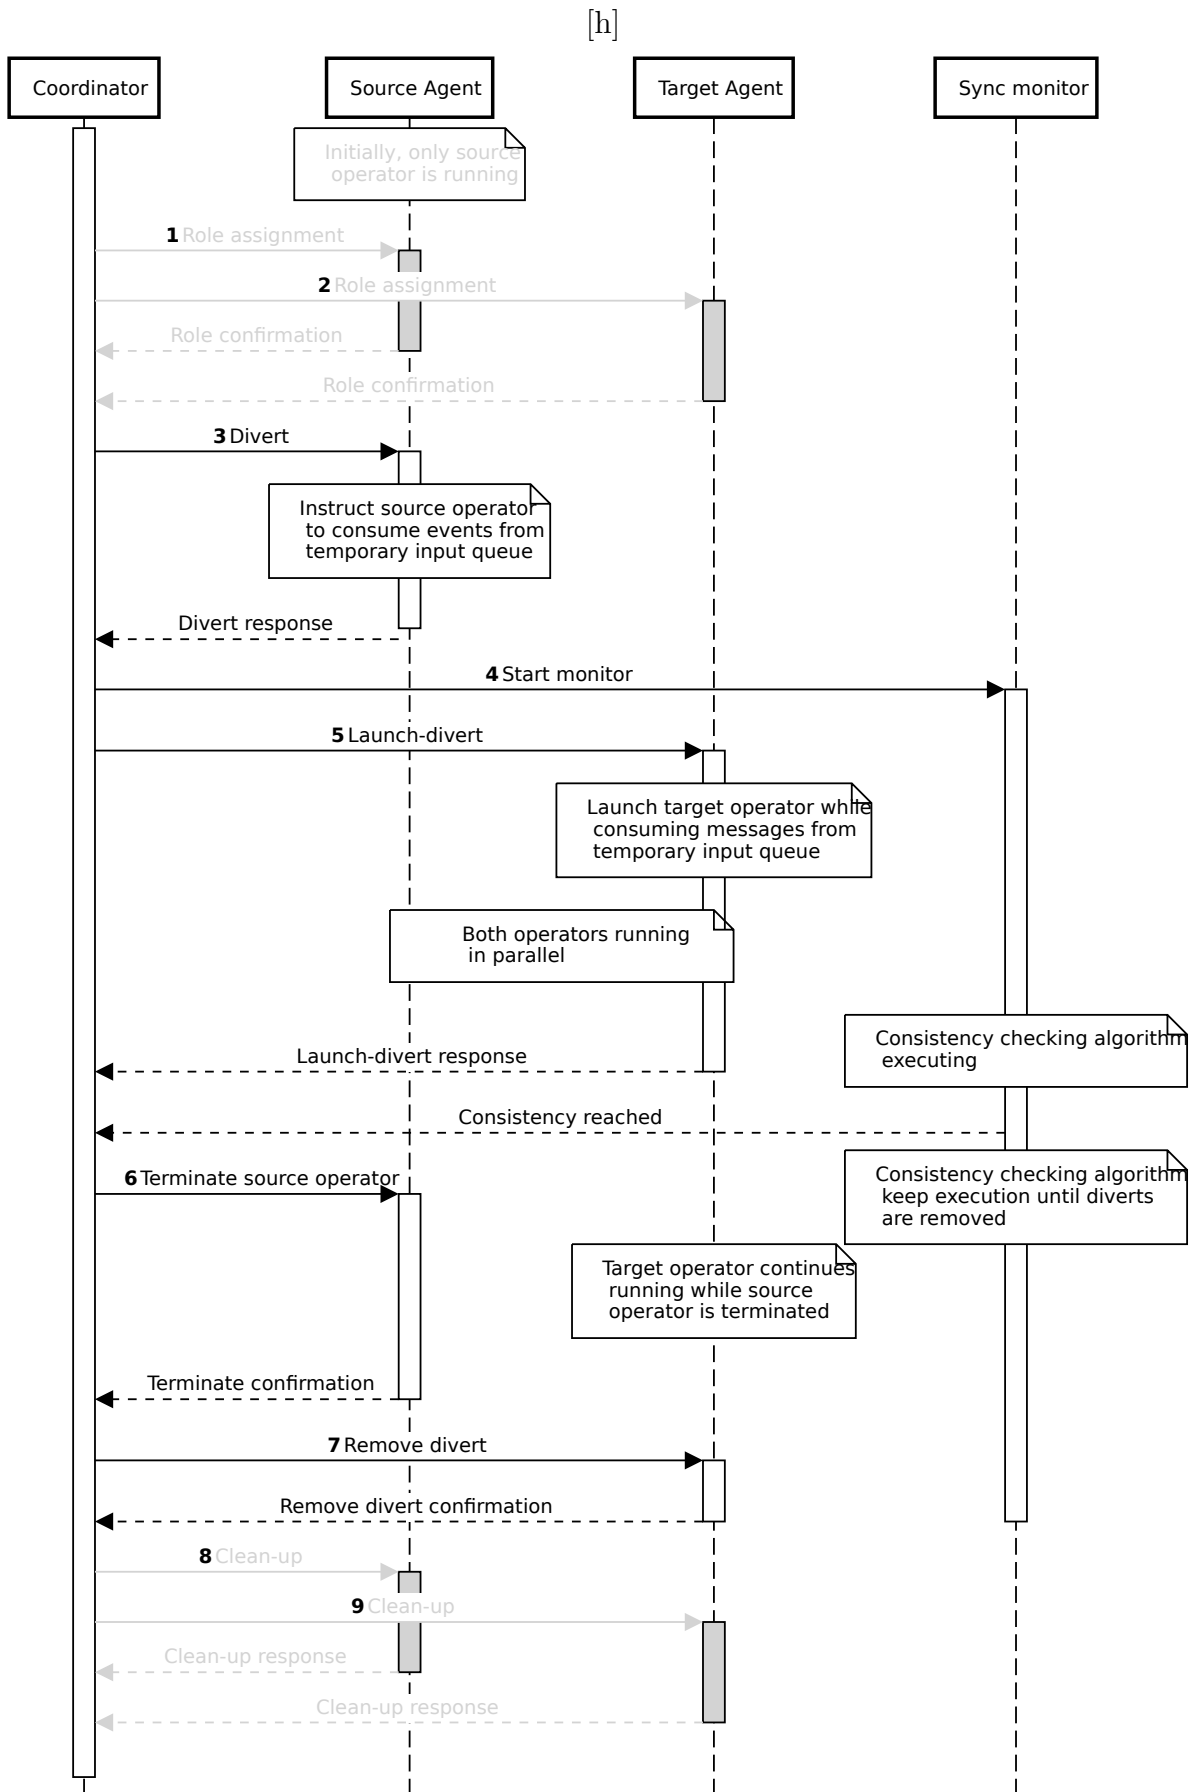 [h]
Coordinator
Source Agent
Target Agent
Sync monitor
Initially, only source
operator is running
1 Role assignment
2 Role assignment
Role confirmation
Role confirmation
3 Divert
Instruct source operator
to consume events from
temporary input queue
Divert response
4 Start monitor
5 Launch-divert
Launch target operator while
consuming messages from
temporary input queue
Both operators running
in parallel
Consistency checking algorithm
executing
Launch-divert response
Consistency reached
Consistency checking algorithm
keep execution until diverts
are removed
6 Terminate source operator
Target operator continues
running while source
operator is terminated
Terminate confirmation
7 Remove divert
Remove divert confirmation
8 Clean-up
9 Clean-up
Clean-up response
Clean-up response